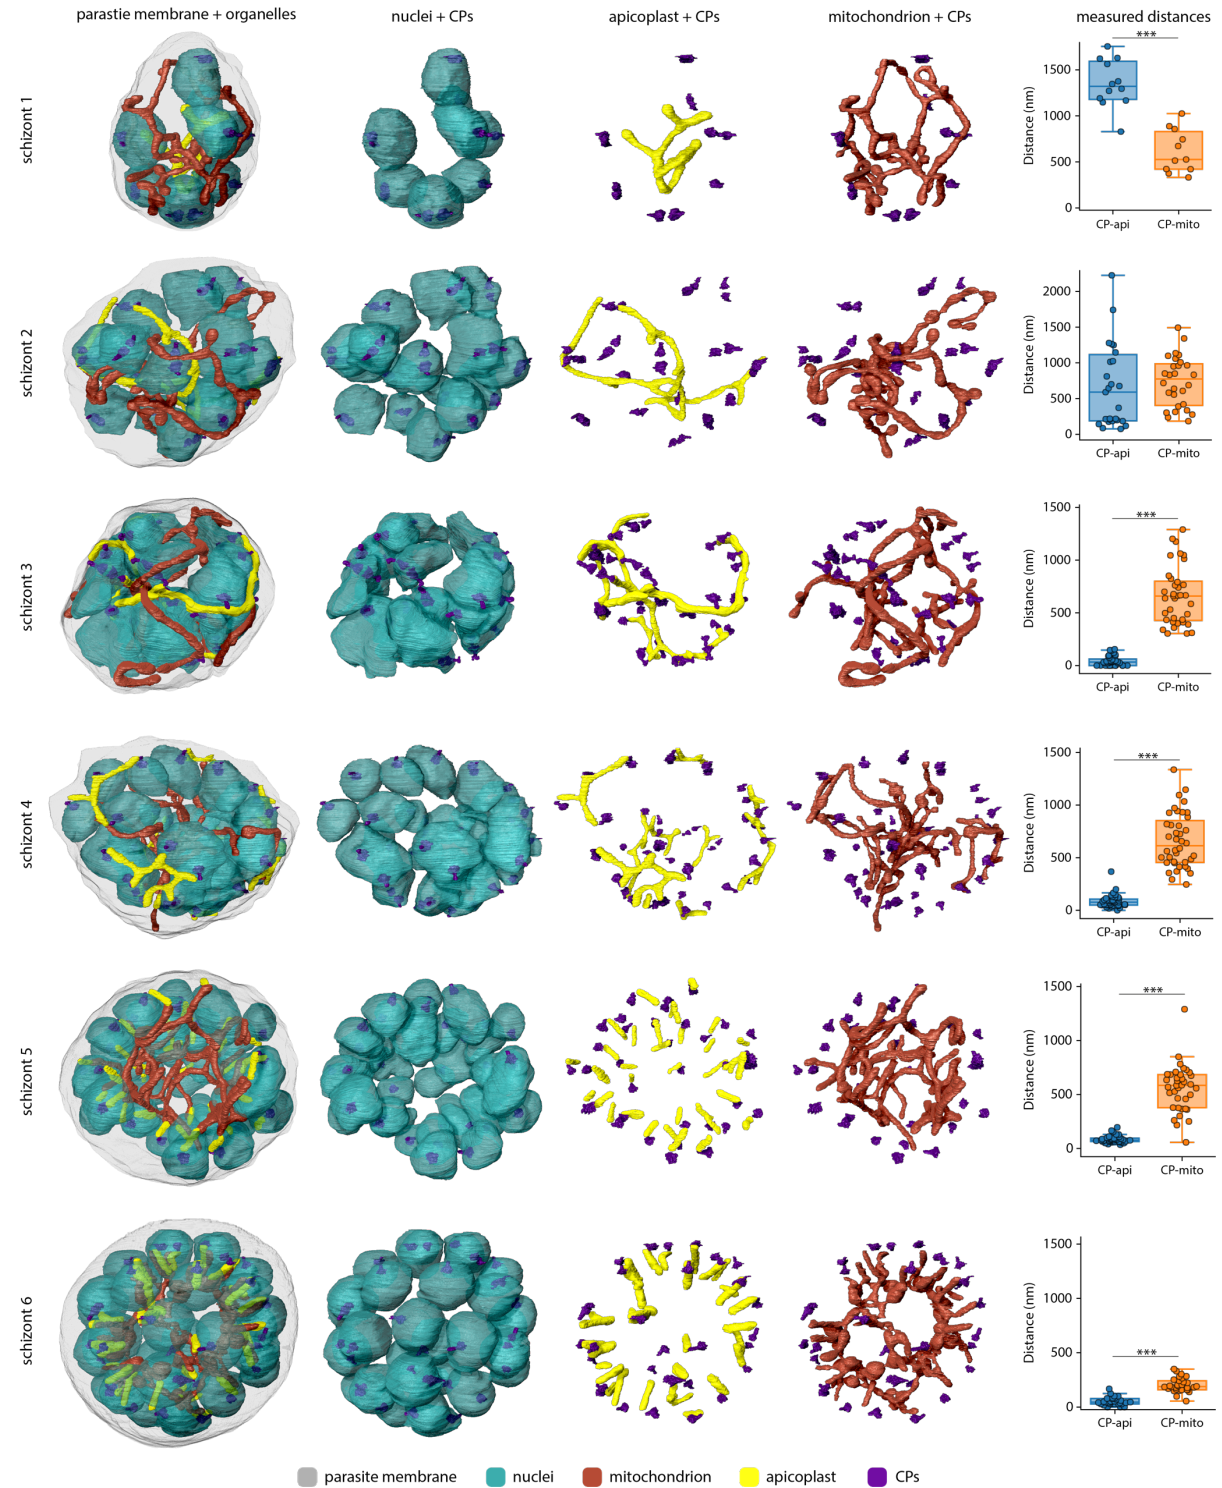 parastie membrane + organelles
nuclei + CPs
apicoplast + CPs
mitochondrion + CPs
measured distances
schizont 1
***
Distance (nm)
1500
1000
500
0
CP-api
CP-mito
schizont 2
Distance (nm)
2000
1500
1000
500
0
CP-api
CP-mito
schizont 3
***
Distance (nm)
1500
1000
500
0
CP-api
CP-mito
schizont 4
***
Distance (nm)
1500
1000
500
0
CP-api
CP-mito
schizont 5
***
Distance (nm)
1500
1000
500
0
CP-api
CP-mito
schizont 6
***
Distance (nm)
1500
1000
500
0
CP-api
CP-mito
parasite membrane
nuclei
mitochondrion
apicoplast
CPs